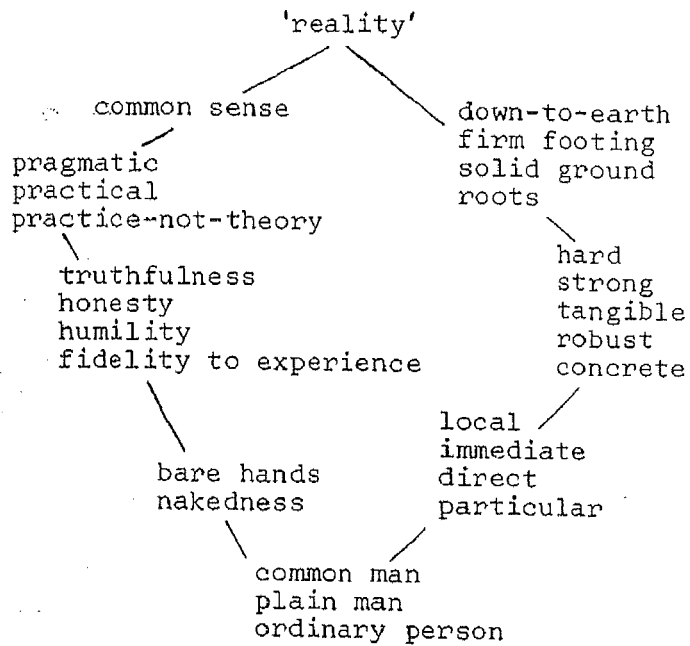 'reality'
common sense
pragmatic
practical
practice-not-theory
truthfulness
honesty
humility
fidelity to experience
bare hands
nakedness
down-to-earth
firm footing
solid ground
roots
hard
strong
tangible
robust
concrete
local
immediate
direct
particular
common man
plain man
ordinary person